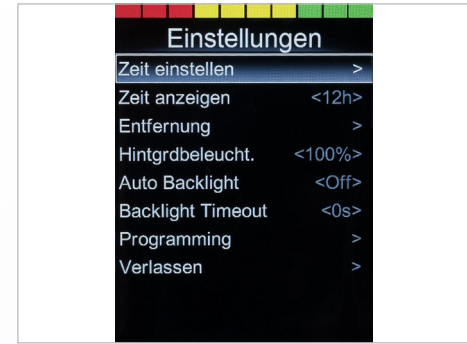 Einstellungen
Zeit einstellen >
Zeit anzeigen <12h>
Entfernung >
Hintgrdbeleucht. <100%>
Auto Backlight <Off>
Backlight Timeout <0s>
Programming >
Verlassen >